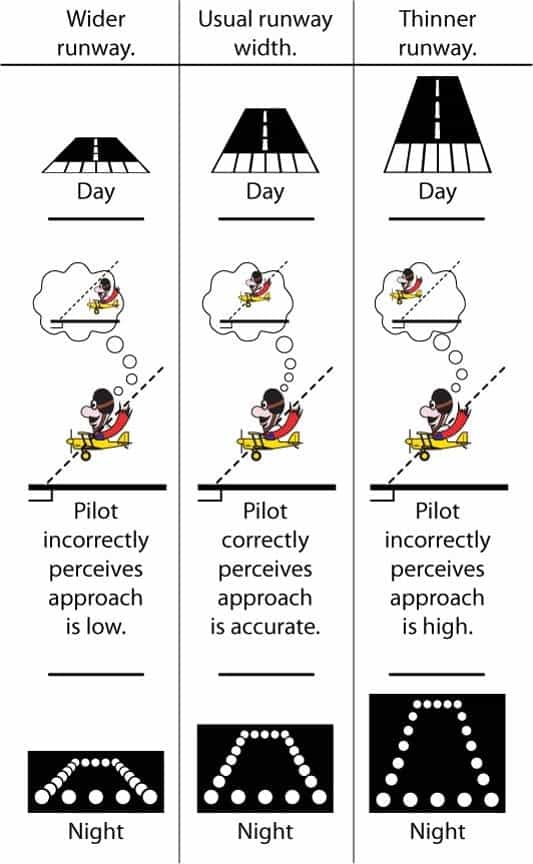 Wider
runway.
Day
Pilot
incorrectly
perceives
approach
is low.
Night
Usual runway
width.
Day
Pilot
correctly
perceives
approach
is accurate.
Night
Thinner
runway.
Day
Pilot
incorrectly
perceives
approach
is high.
Night